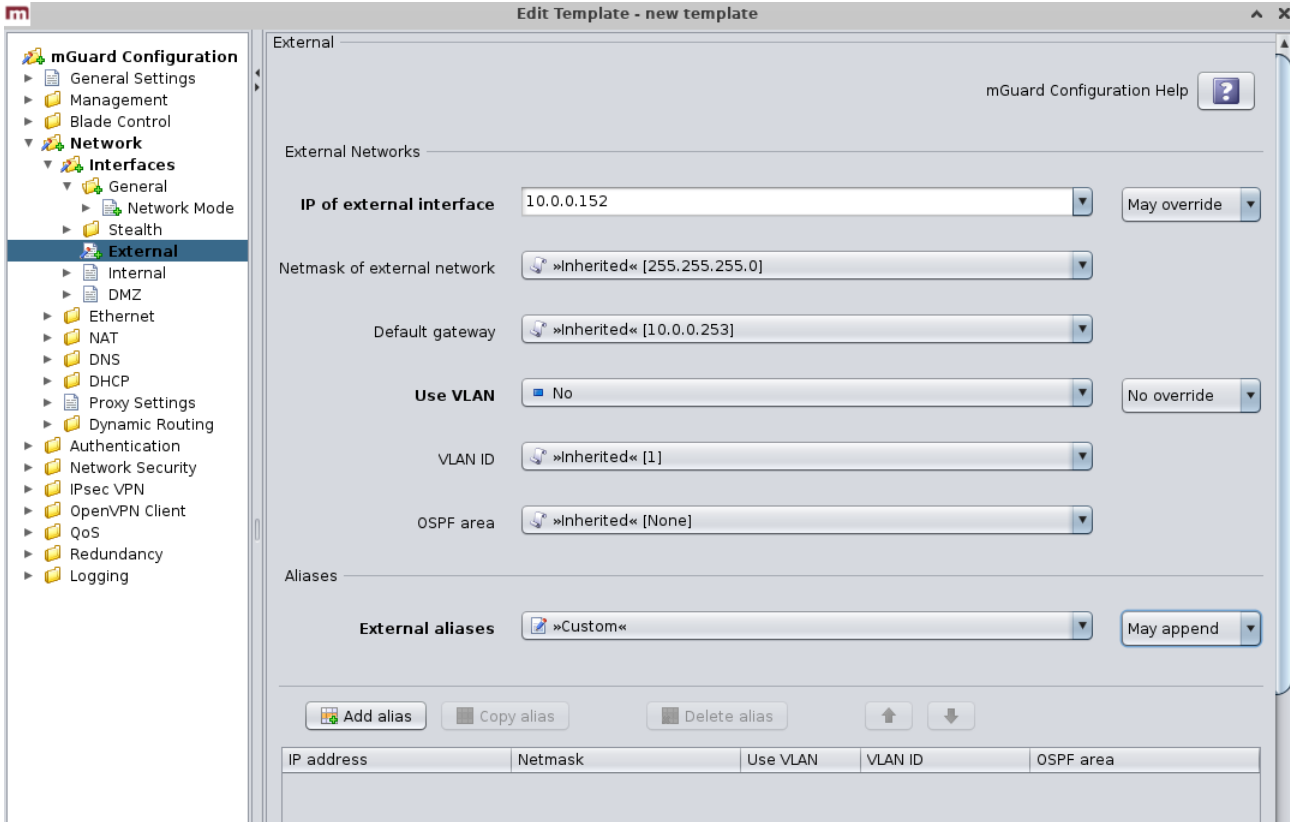 m
Edit Template - new template
mGuard Configuration
General Settings
Management
Blade Control
Network
Interfaces
General
Network Mode
Stealth
External
Internal
DMZ
Ethernet
NAT
DNS
DHCP
Proxy Settings
Dynamic Routing
Authentication
Network Security
IPsec VPN
OpenVPN Client
QoS
Redundancy
Logging
External
mGuard Configuration Help ?
External Networks
IP of external interface 10.0.0.152 May override
Netmask of external network »Inherited« [255.255.255.0]
Default gateway »Inherited« [10.0.0.253]
Use VLAN No No override
VLAN ID »Inherited« [1]
OSPF area »Inherited« [None]
Aliases
External aliases »Custom« May append
Add alias Copy alias Delete alias
IP address Netmask Use VLAN VLAN ID OSPF area